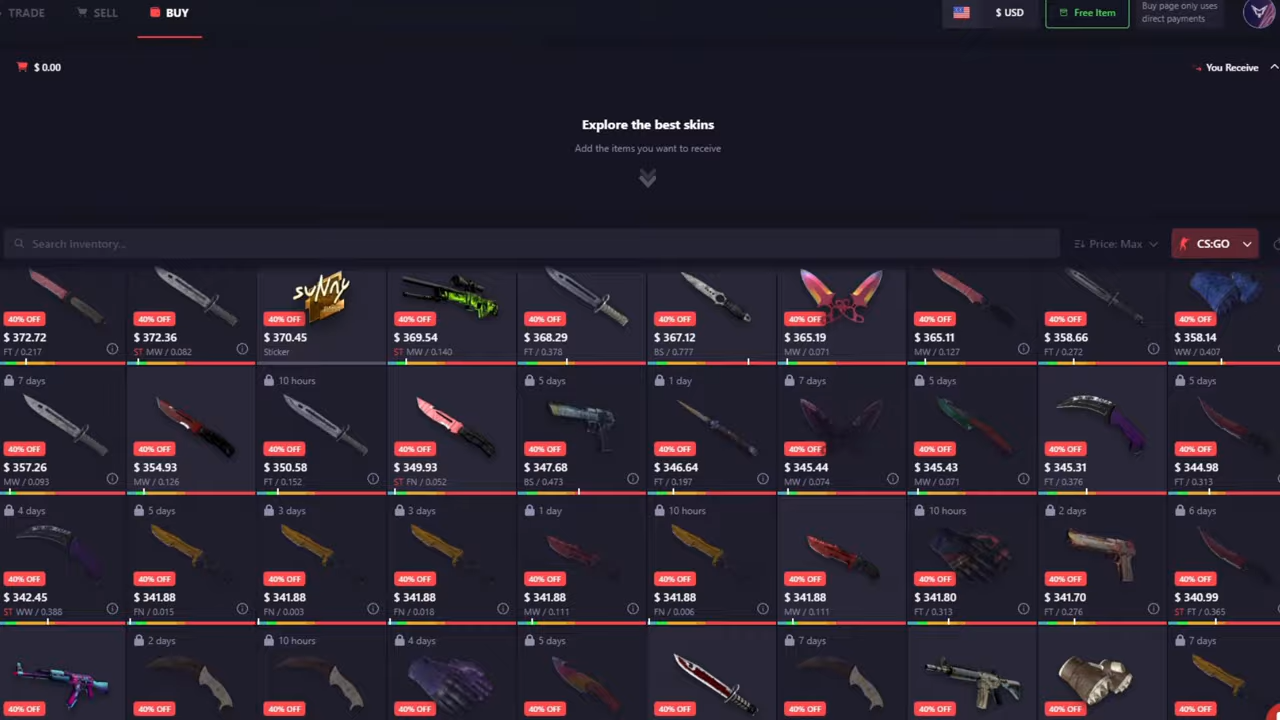 TRADE SELL BUY $ USD Free Item Buy page only uses
direct payments
$ 0.00 You Receive
Explore the best skins
Add the items you want to receive
Search Inventory... Price: Max CS:GO
40% OFF 40% OFF 40% OFF 40% OFF 40% OFF 40% OFF 40% OFF 40% OFF 40% OFF 40% OFF
$ 372.72 $ 372.36 $ 370.45 $ 369.54 $ 368.29 $ 367.12 $ 365.19 $ 365.11 $ 358.66 $ 358.14
FT / 0.217 ST MW / 0.082 Sticker ST MW / 0.140 FT / 0.378 BS / 0.777 MW / 0.071 MW / 0.127 FT / 0.272 WW / 0.407
7 days 10 hours 5 days 1 day 7 days 5 days 5 days
40% OFF 40% OFF 40% OFF 40% OFF 40% OFF 40% OFF 40% OFF 40% OFF 40% OFF 40% OFF
$ 357.26 $ 354.93 $ 350.58 $ 349.93 $ 347.68 $ 346.64 $ 345.44 $ 345.43 $ 345.31 $ 344.98
MW / 0.093 MW / 0.126 FT / 0.152 ST FN / 0.052 BS / 0.473 FT / 0.197 MW / 0.074 MW / 0.071 FT / 0.376 FT / 0.313
4 days 5 days 3 days 3 days 1 day 10 hours 10 hours 2 days 6 days
40% OFF 40% OFF 40% OFF 40% OFF 40% OFF 40% OFF 40% OFF 40% OFF 40% OFF 40% OFF
$ 342.45 $ 341.88 $ 341.88 $ 341.88 $ 341.88 $ 341.88 $ 341.88 $ 341.80 $ 341.70 $ 340.99
ST WW / 0.388 FN / 0.015 FN / 0.003 FN / 0.018 MW / 0.111 FN / 0.006 MW / 0.111 FT / 0.313 FT / 0.276 ST FT / 0.365
2 days 10 hours 4 days 5 days 7 days 7 days
40% OFF 40% OFF 40% OFF 40% OFF 40% OFF 40% OFF 40% OFF 40% OFF 40% OFF 40% OFF